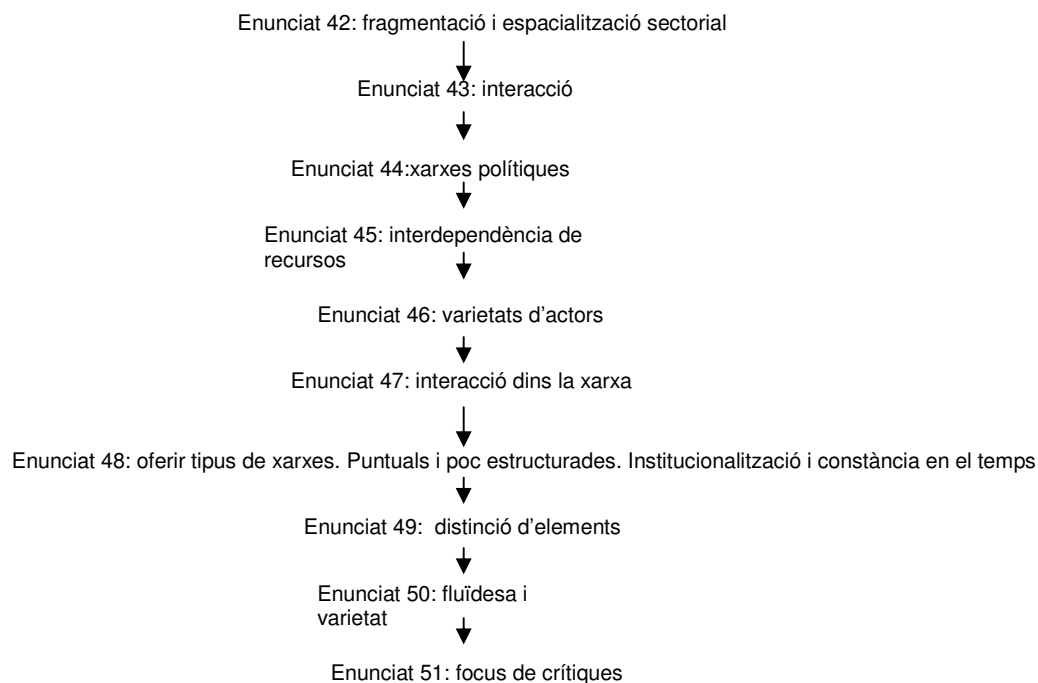 Enunciat 42: fragmentació i espacialització sectorial
Enunciat 43: interacció
Enunciat 44:xarxes polítiques
Enunciat 45: interdependència de
recursos
Enunciat 46: varietats d'actors
Enunciat 47: interacció dins la xarxa
Enunciat 48: oferir tipus de xarxes. Puntuals i poc estructurades. Institucionalització i constància en el temps
Enunciat 49:  distinció d'elements
Enunciat 50: fluïdesa i
varietat
Enunciat 51: focus de crítiques